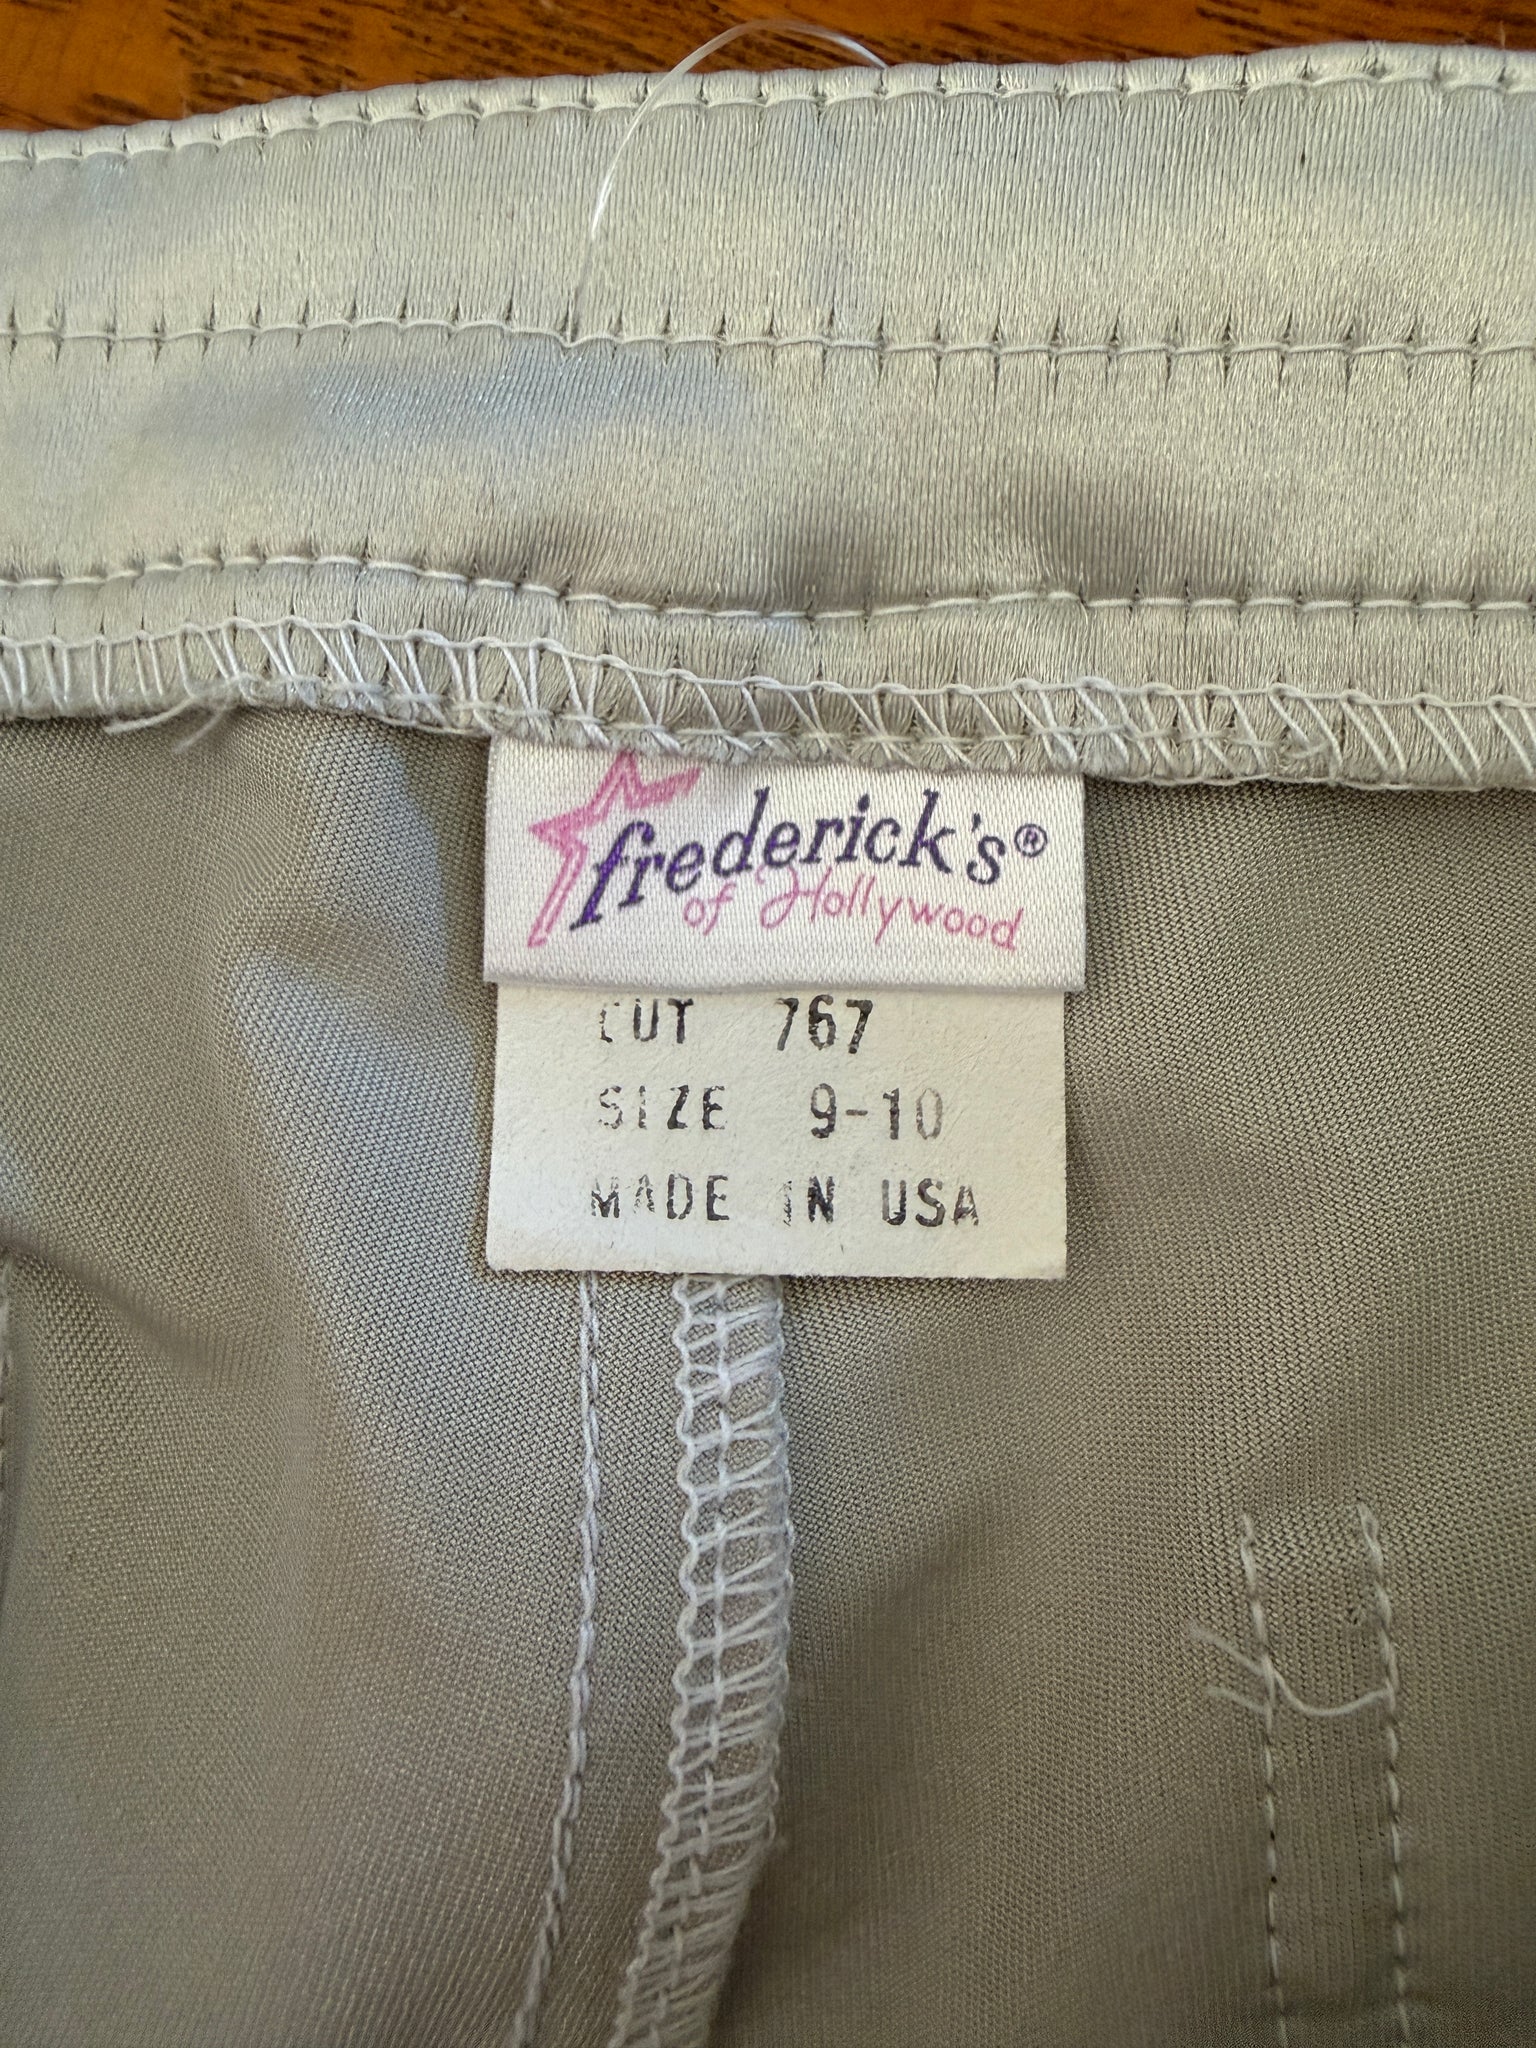 frederick's®
of Hollywood
CUT 767
SIZE 9-10
MADE IN USA